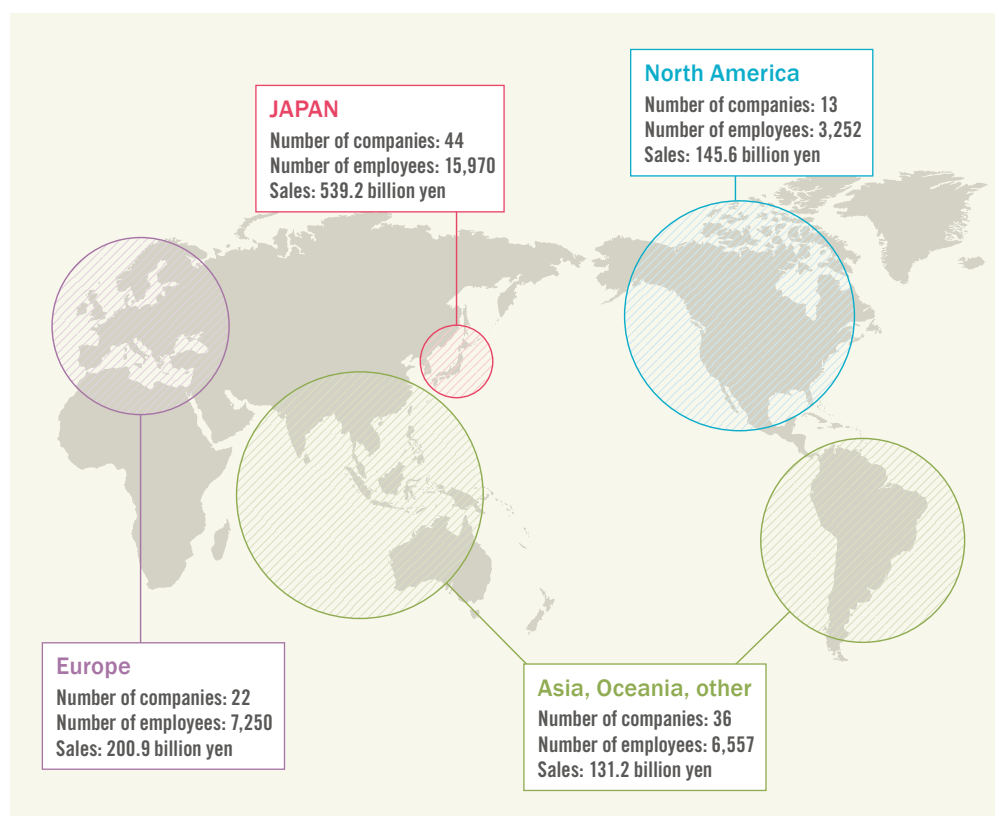 JAPAN
Number of companies: 44
Number of employees: 15,970
Sales: 539.2 billion yen
North America
Number of companies: 13
Number of employees: 3,252
Sales: 145.6 billion yen
Europe
Number of companies: 22
Number of employees: 7,250
Sales: 200.9 billion yen
Asia, Oceania, other
Number of companies: 36
Number of employees: 6,557
Sales: 131.2 billion yen